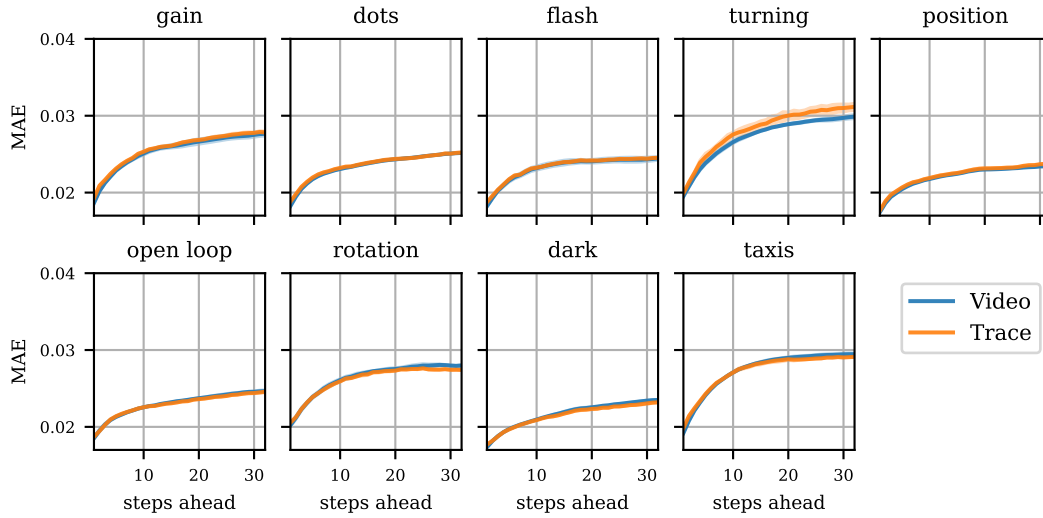 gain dots flash turning position
0.04
0.03
0.02
MAE
10 20 30 10 20 30 10 20 30 10 20 30
open loop rotation dark taxis
0.04
0.03
0.02
MAE
Video
Trace
steps ahead steps ahead steps ahead steps ahead